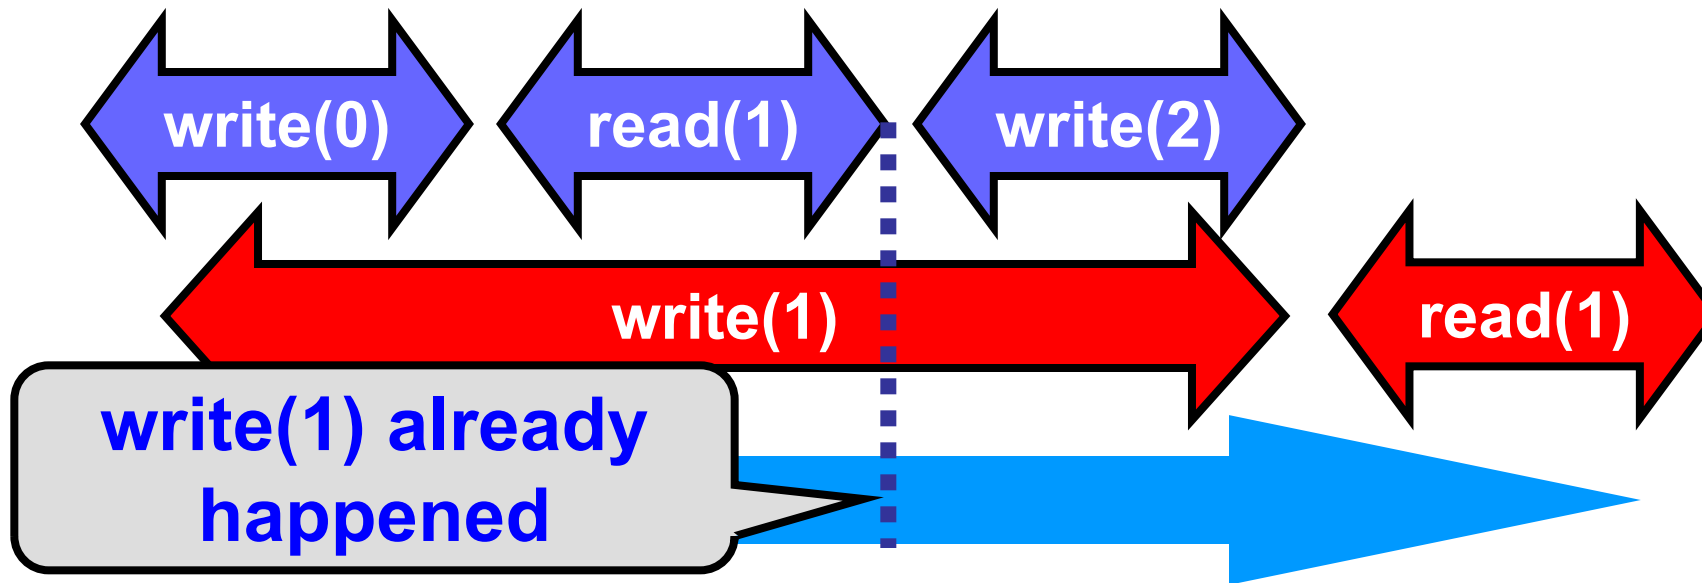 write(0) read(1) write(2)
write(1) read(1)
write(1) already
happened